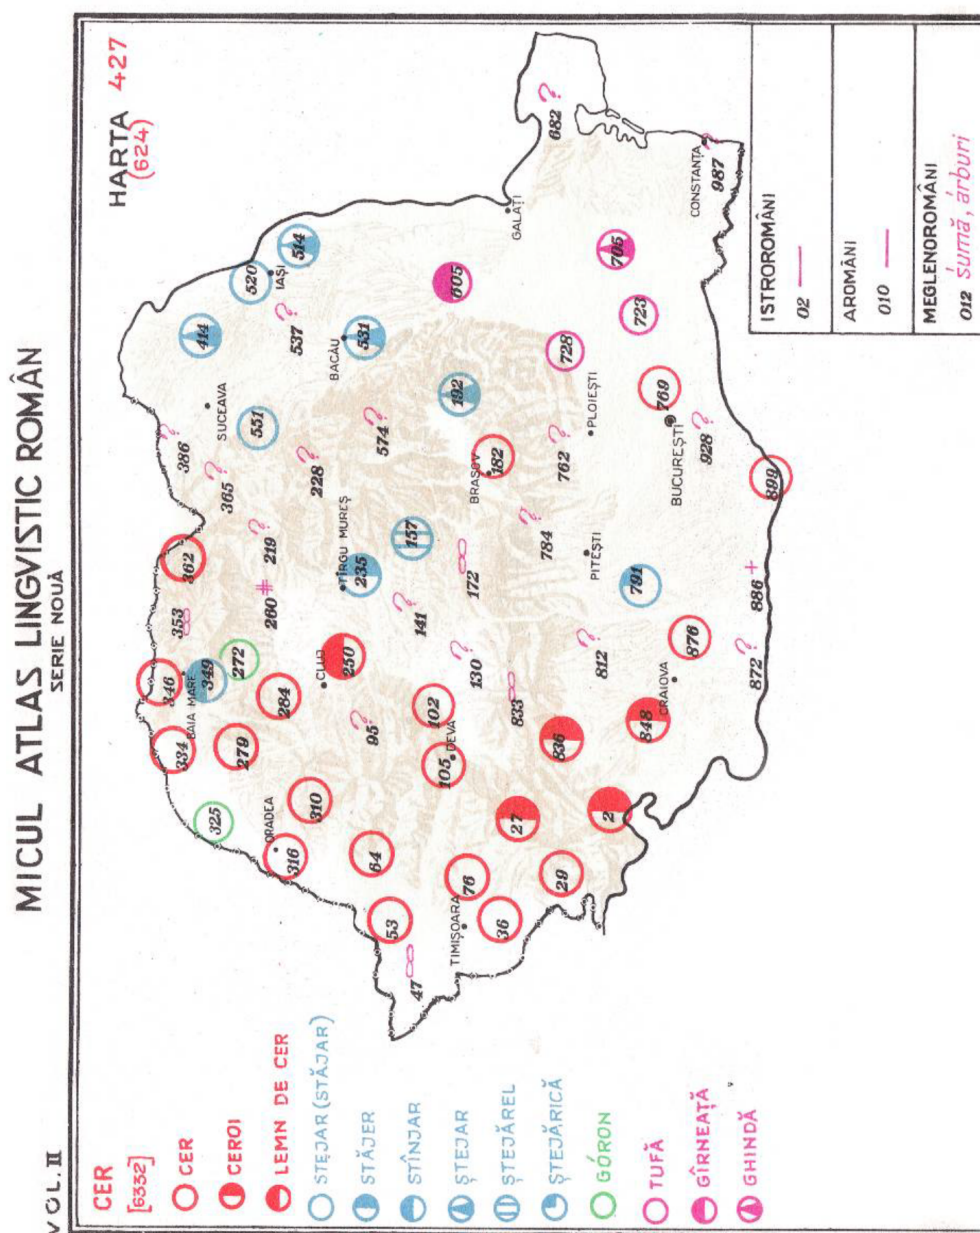 MICUL ATLAS LINGVISTIC ROMÂN
SERIE NOUĂ
VOL. II
HARTA 427
(624)
CER
[6332]
CER
CEROI
LEMN DE CER
STEJAR (STĂJAR)
STĂJER
STÎNJAR
ȘTEJAR
ȘTEJĂREL
ȘTEJĂRICĂ
GÓRON
TUFĂ
GÎRNEAȚĂ
GHINDĂ
386
362
353
346
334
BAIA MARE
349
365
SUCEAVA
414
325
279
272
260
219
551
520
IAȘI
514
ORADEA
316
310
284
CLUJ
250
228
537
TÎRGU MUREȘ
235
BACĂU
531
53
64
95
141
157
574
47
TIMIȘOARA
76
105
DEVA
102
130
172
BRAȘOV
182
192
605
36
27
833
784
762
GALAȚI
682
29
836
812
PITEȘTI
PLOIEȘTI
728
2
848
CRAIOVA
791
769
723
705
876
BUCUREȘTI
928
CONSTANȚA
987
872
886
899
ISTROROMÂNI
02 —
AROMÂNI
010 —
MEGLENOROMÂNI
012 șumă, árburi